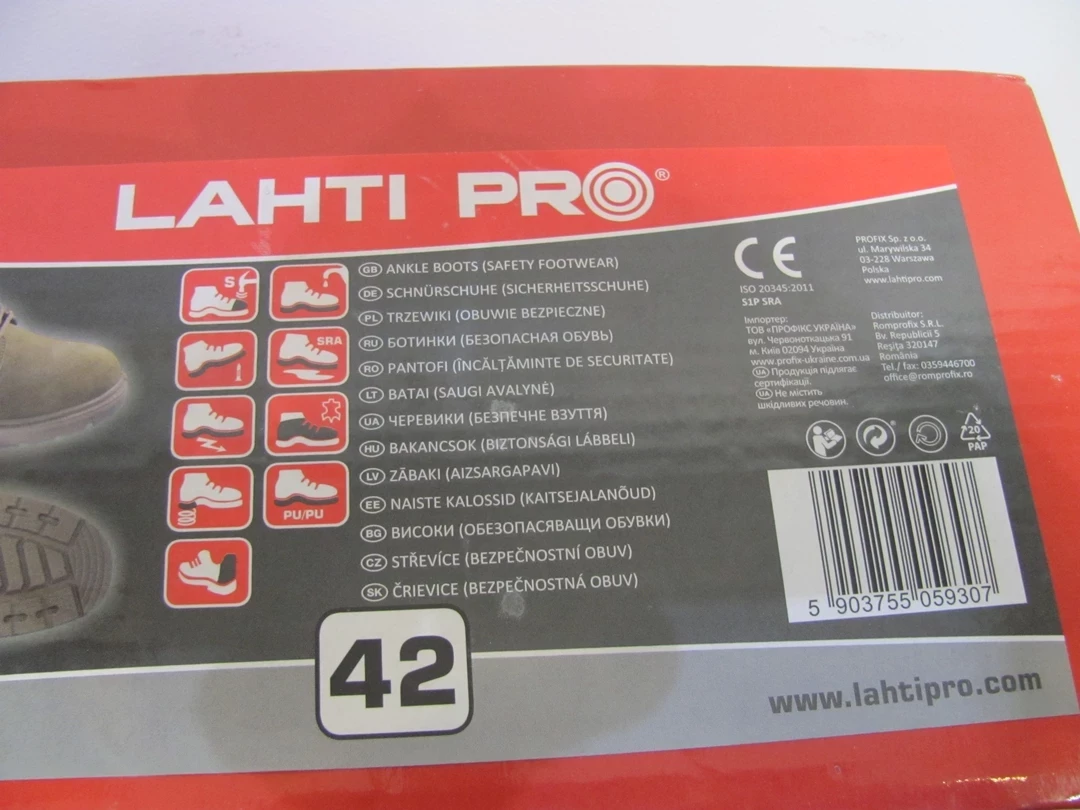 LAHTI PRO®
S
SRA
PU/PU
GB ANKLE BOOTS (SAFETY FOOTWEAR)
DE SCHNÜRSCHUHE (SICHERHEITSSCHUHE)
PL TRZEWIKI (OBUWIE BEZPIECZNE)
RU БОТИНКИ (БЕЗОПАСНАЯ ОБУВЬ)
RO PANTOFI (ÎNCĂLȚĂMINTE DE SECURITATE)
LT BATAI (SAUGI AVALYNĖ)
UA ЧЕРЕВИКИ (БЕЗПЕЧНЕ ВЗУТТЯ)
HU BAKANCSOK (BIZTONSÁGI LÁBBELI)
LV ZĀBAKI (AIZSARGAPAVI)
EE NAISTE KALOSSID (KAITSEJALANÕUD)
BG ВИСОКИ (ОБЕЗОПАСЯВАЩИ ОБУВКИ)
CZ STŘEVÍCE (BEZPEČNOSTNÍ OBUV)
SK ČRIEVICE (BEZPEČNOSTNÁ OBUV)
42
CE
ISO 20345:2011
S1P SRA
Імпортер:
ТОВ «ПРОФІКС УКРАЇНА»
вул. Червоноткацька 91
м. Київ 02094 Україна
www.profix-ukraine.com.ua
UA Продукція підлягає
сертифікації.
UA Не містить
шкідливих речовин.
PROFIX Sp. z o.o.
ul. Marywilska 34
03-228 Warszawa
Polska
www.lahtipro.com
Distribuitor:
Romprofix S.R.L.
Bv. Republicii 5
Reșița 320147
România
Tel./ fax: 0359446700
office@romprofix.ro
20
PAP
5 903755 059307
www.lahtipro.com